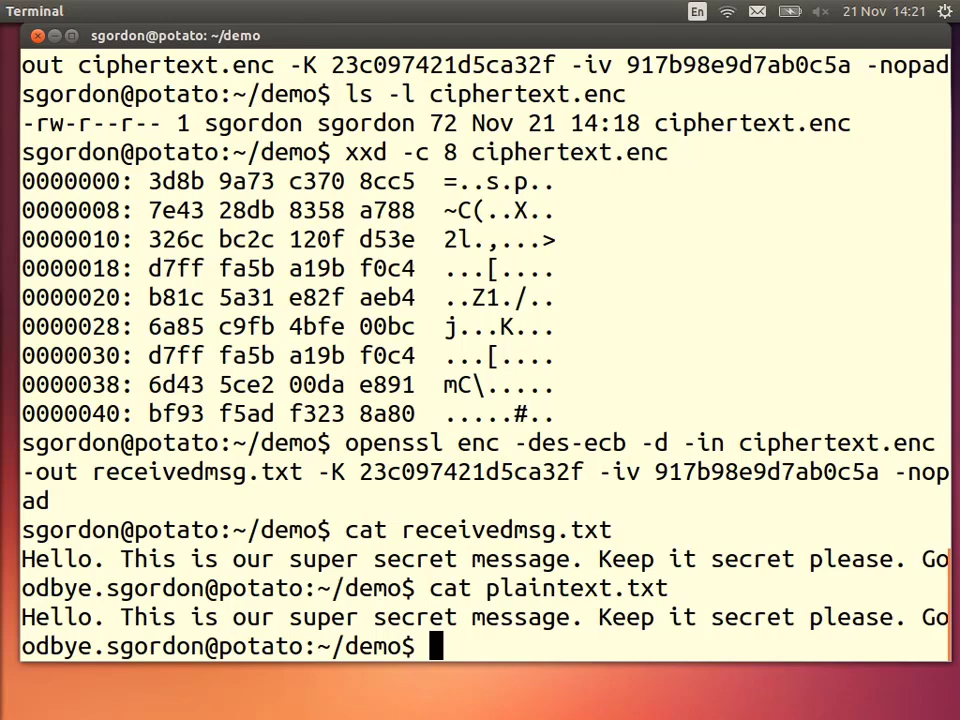 Terminal
En
21 Nov 14:21
sgordon@potato: ~/demo
out ciphertext.enc -K 23c097421d5ca32f -iv 917b98e9d7ab0c5a -nopad
sgordon@potato:~/demo$ ls -l ciphertext.enc
-rw-r--r-- 1 sgordon sgordon 72 Nov 21 14:18 ciphertext.enc
sgordon@potato:~/demo$ xxd -c 8 ciphertext.enc
0000000: 3d8b 9a73 c370 8cc5  =..s.p..
0000008: 7e43 28db 8358 a788  ~C(..X..
0000010: 326c bc2c 120f d53e  2l.,...>
0000018: d7ff fa5b a19b f0c4  ...[....
0000020: b81c 5a31 e82f aeb4  ..Z1./..
0000028: 6a85 c9fb 4bfe 00bc  j...K...
0000030: d7ff fa5b a19b f0c4  ...[....
0000038: 6d43 5ce2 00da e891  mC\.....
0000040: bf93 f5ad f323 8a80  .....#..
sgordon@potato:~/demo$ openssl enc -des-ecb -d -in ciphertext.enc
-out receivedmsg.txt -K 23c097421d5ca32f -iv 917b98e9d7ab0c5a -nop
ad
sgordon@potato:~/demo$ cat receivedmsg.txt
Hello. This is our super secret message. Keep it secret please. Go
odbye.sgordon@potato:~/demo$ cat plaintext.txt
Hello. This is our super secret message. Keep it secret please. Go
odbye.sgordon@potato:~/demo$